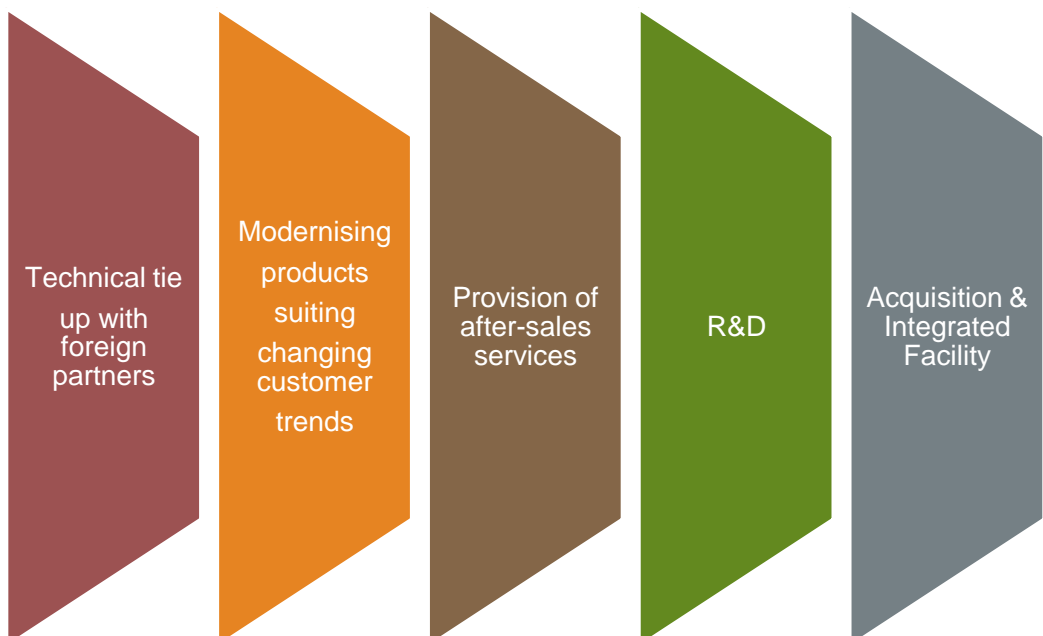 Technical tie
up with
foreign
partners
Modernising
products
suiting
changing
customer
trends
Provision of
after-sales
services
R&D
Acquisition &
Integrated
Facility